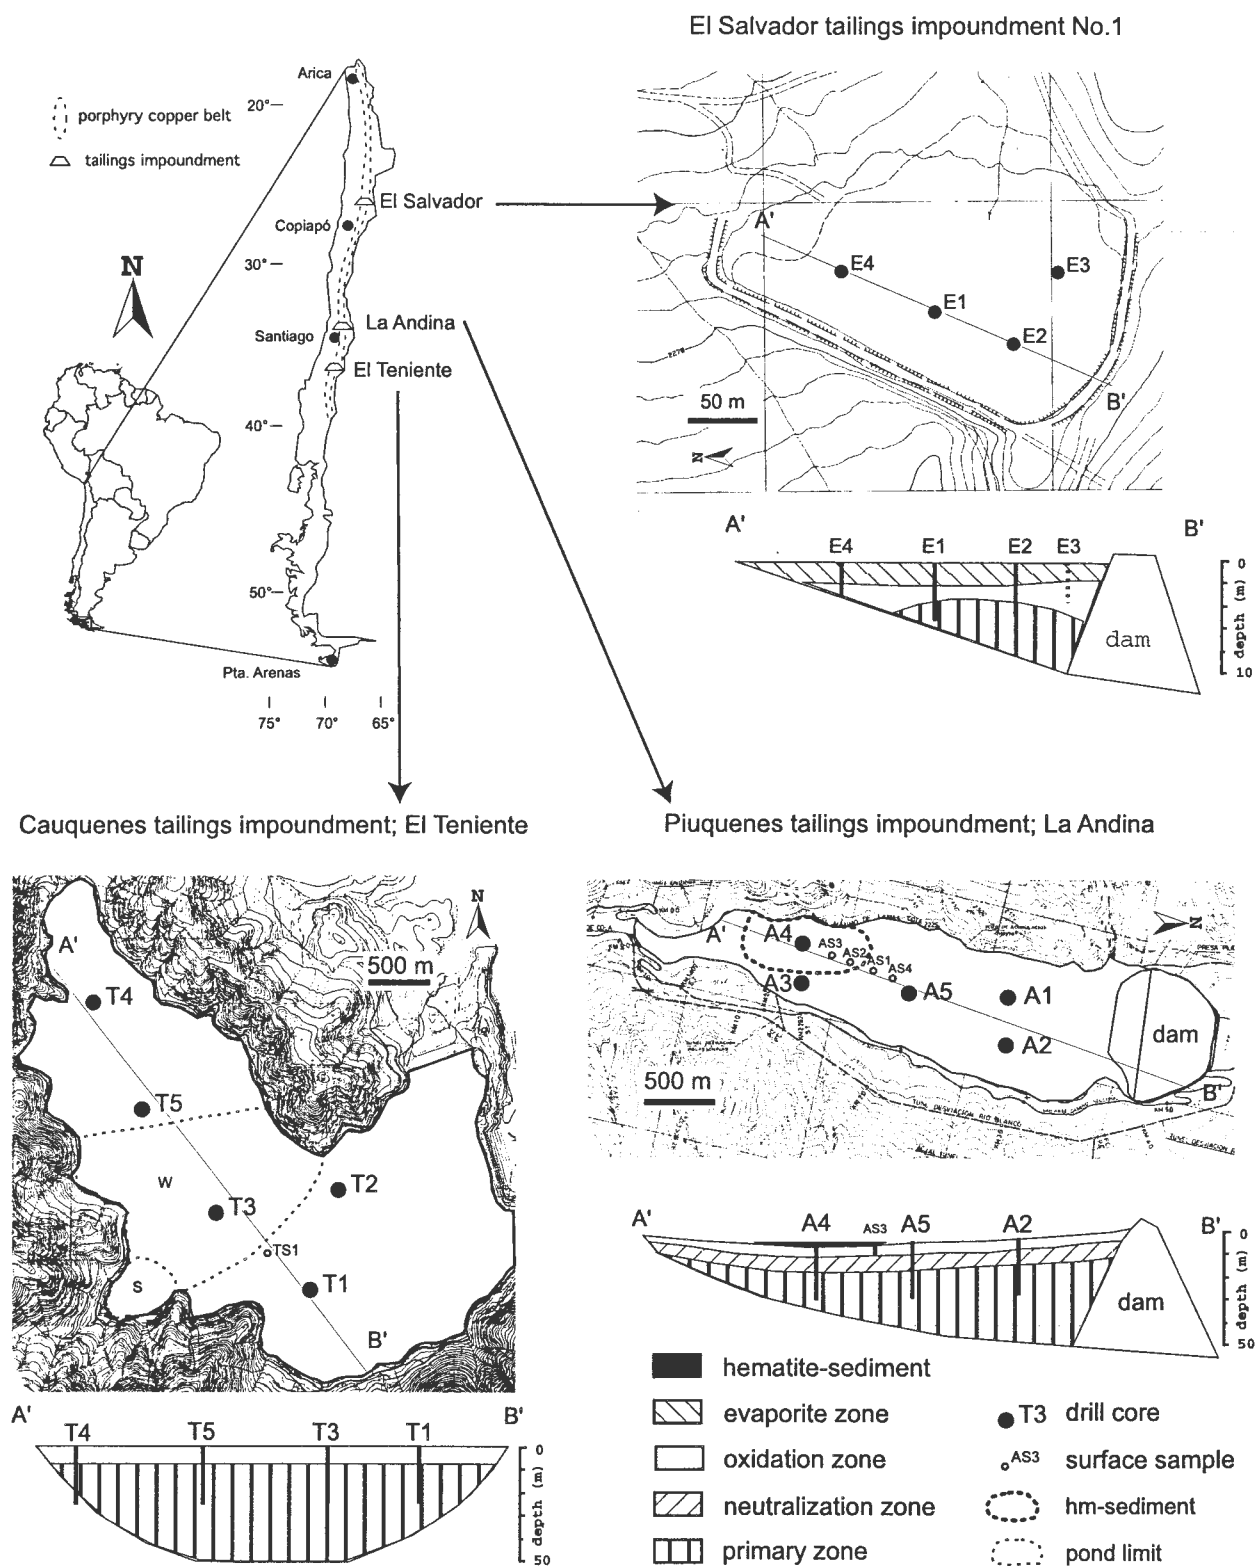 El Salvador tailings impoundment No.1
Arica
20°
porphyry copper belt
tailings impoundment
El Salvador
Copiapó
30°
N
La Andina
Santiago
El Teniente
40°
50°
Pta. Arenas
75° 70° 65°
A'
E4
E3
E1
E2
50 m
B'
N
2278
A' B'
E4 E1 E2 E3
0
depth (m)
10
dam
Cauquenes tailings impoundment; El Teniente
N
A'
500 m
T4
T5
W
T3
T2
TS1
S
T1
B'
A' B'
T4 T5 T3 T1
0
depth (m)
50
Piuquenes tailings impoundment; La Andina
N
A'
A4
AS3
AS2
AS1
AS4
A3
A5
A1
A2
dam
500 m
B'
TUNEL DESVIACION RIO BLANCO
A' B'
A4 AS3 A5 A2
0
depth (m)
50
dam
hematite-sediment
evaporite zone
oxidation zone
neutralization zone
primary zone
T3 drill core
AS3 surface sample
hm-sediment
pond limit